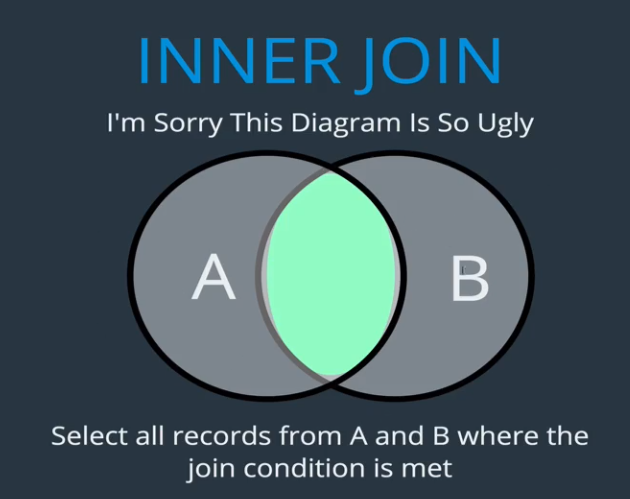 INNER JOIN
I'm Sorry This Diagram Is So Ugly
A
B
Select all records from A and B where the
join condition is met